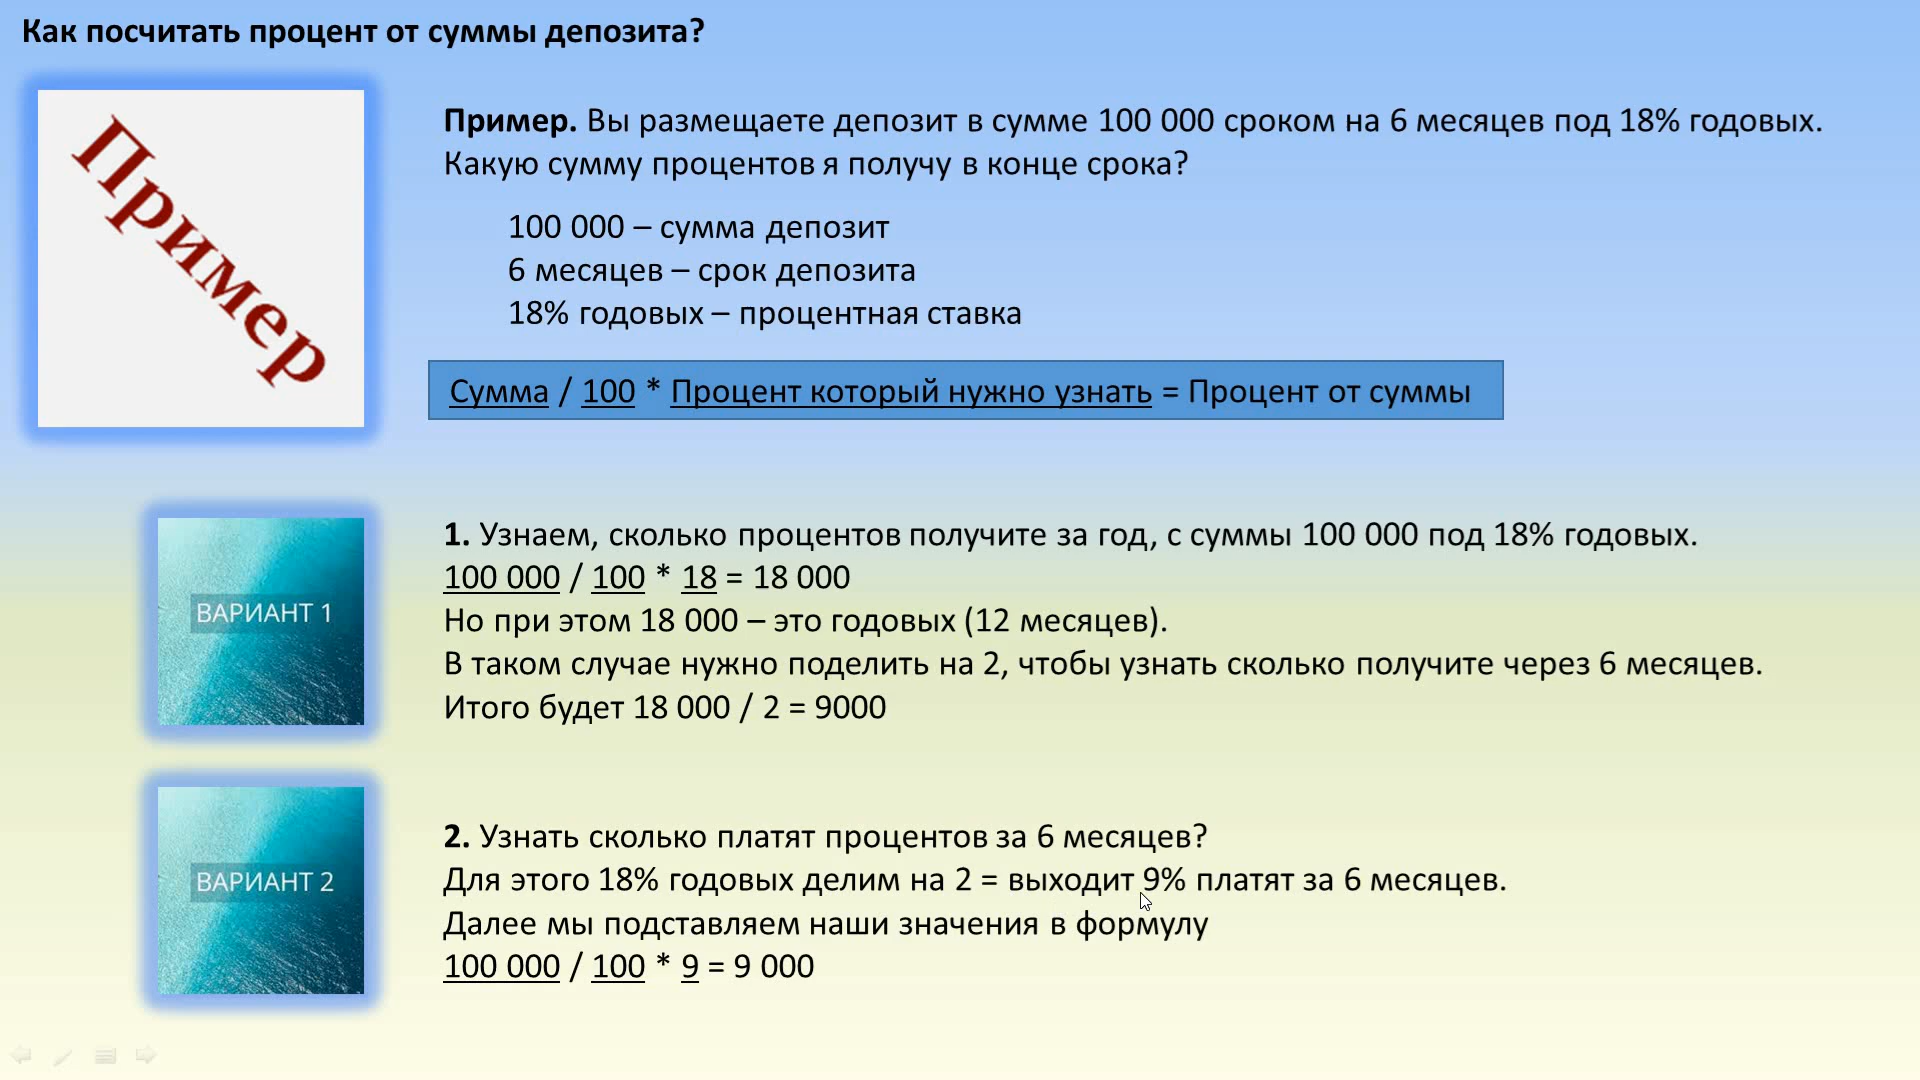 Как посчитать процент от суммы депозита?
Пример
Пример. Вы размещаете депозит в сумме 100 000 сроком на 6 месяцев под 18% годовых.
Какую сумму процентов я получу в конце срока?
100 000 – сумма депозит
6 месяцев – срок депозита
18% годовых – процентная ставка
Сумма / 100 * Процент который нужно узнать = Процент от суммы
ВАРИАНТ 1
1. Узнаем, сколько процентов получите за год, с суммы 100 000 под 18% годовых.
100 000 / 100 * 18 = 18 000
Но при этом 18 000 – это годовых (12 месяцев).
В таком случае нужно поделить на 2, чтобы узнать сколько получите через 6 месяцев.
Итого будет 18 000 / 2 = 9000
ВАРИАНТ 2
2. Узнать сколько платят процентов за 6 месяцев?
Для этого 18% годовых делим на 2 = выходит 9% платят за 6 месяцев.
Далее мы подставляем наши значения в формулу
100 000 / 100 * 9 = 9 000